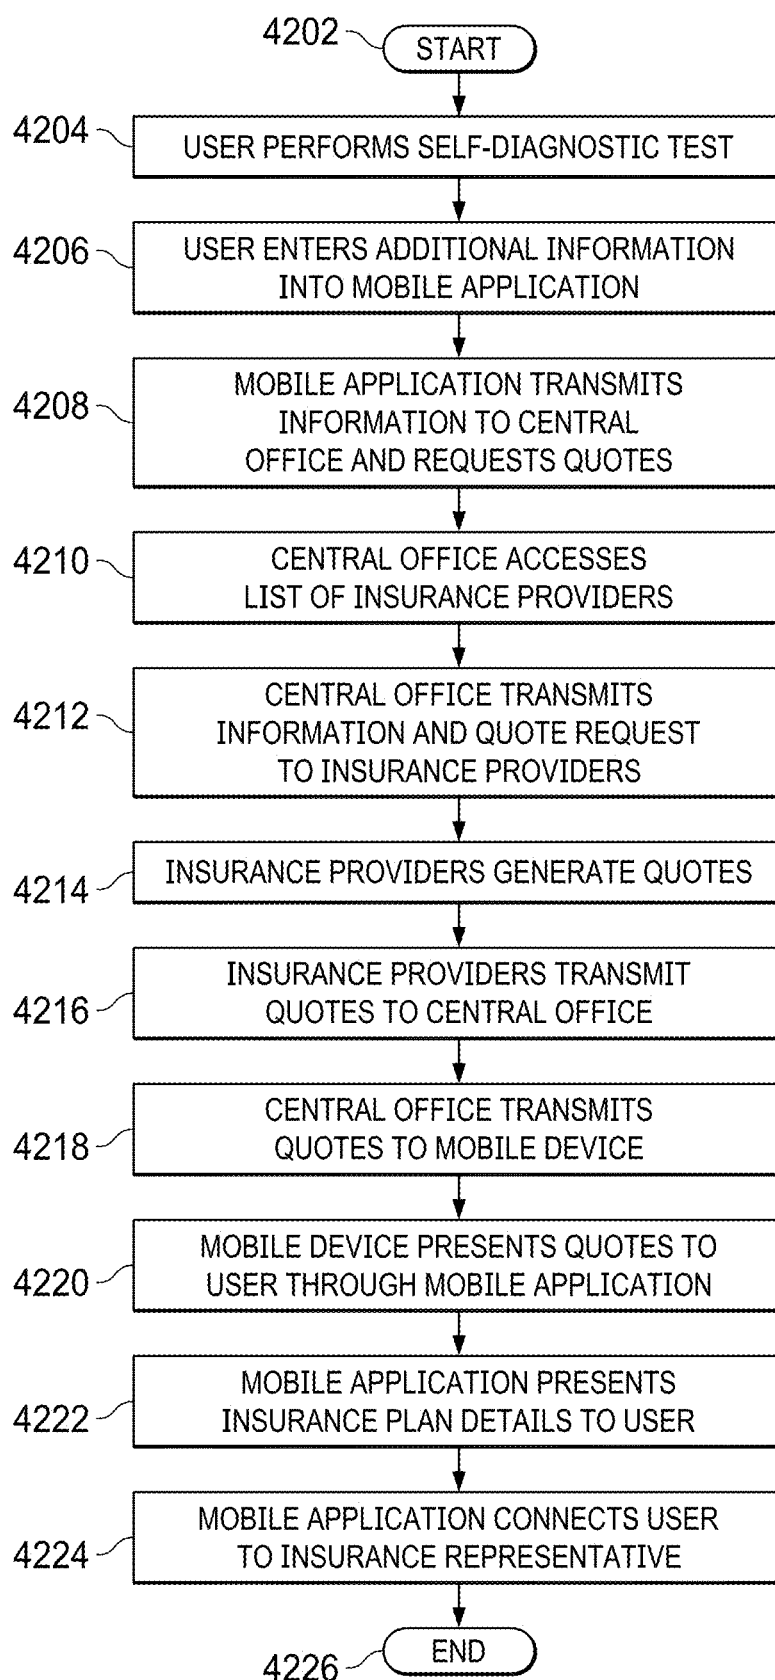 4202
START
4204
USER PERFORMS SELF-DIAGNOSTIC TEST
4206
USER ENTERS ADDITIONAL INFORMATION
INTO MOBILE APPLICATION
4208
MOBILE APPLICATION TRANSMITS
INFORMATION TO CENTRAL
OFFICE AND REQUESTS QUOTES
4210
CENTRAL OFFICE ACCESSES
LIST OF INSURANCE PROVIDERS
4212
CENTRAL OFFICE TRANSMITS
INFORMATION AND QUOTE REQUEST
TO INSURANCE PROVIDERS
4214
INSURANCE PROVIDERS GENERATE QUOTES
4216
INSURANCE PROVIDERS TRANSMIT
QUOTES TO CENTRAL OFFICE
4218
CENTRAL OFFICE TRANSMITS
QUOTES TO MOBILE DEVICE
4220
MOBILE DEVICE PRESENTS QUOTES TO
USER THROUGH MOBILE APPLICATION
4222
MOBILE APPLICATION PRESENTS
INSURANCE PLAN DETAILS TO USER
4224
MOBILE APPLICATION CONNECTS USER
TO INSURANCE REPRESENTATIVE
4226
END